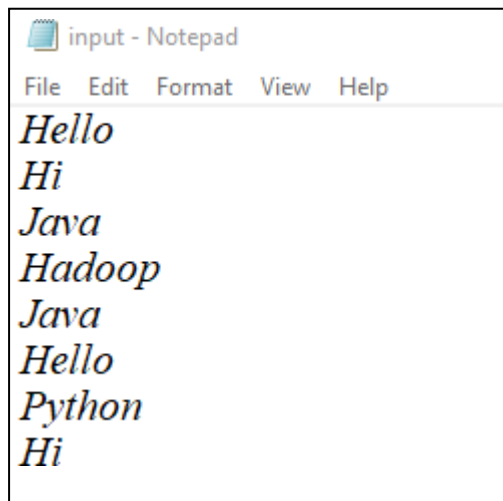 input - Notepad
File Edit Format View Help
Hello
Hi
Java
Hadoop
Java
Hello
Python
Hi